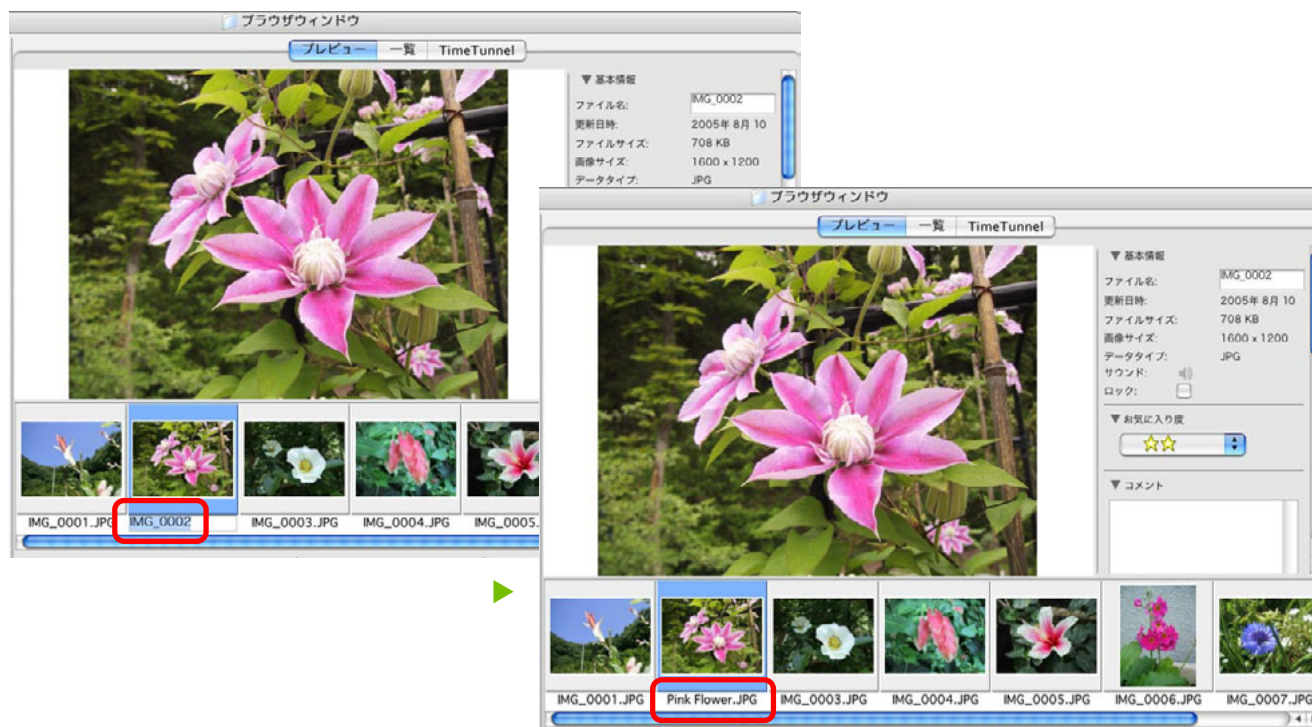 ブラウザウィンドウ
プレビュー 一覧 TimeTunnel
▼ 基本情報
ファイル名: IMG_0002
更新日時: 2005年 8月 10
ファイルサイズ: 708 KB
画像サイズ: 1600 x 1200
データタイプ: JPG
IMG_0001.JPG IMG_0002 IMG_0003.JPG IMG_0004.JPG IMG_0005.
ブラウザウィンドウ
プレビュー 一覧 TimeTunnel
▼ 基本情報
ファイル名: IMG_0002
更新日時: 2005年 8月 10
ファイルサイズ: 708 KB
画像サイズ: 1600 x 1200
データタイプ: JPG
サウンド:
ロック:
▼ お気に入り度
▼ コメント
IMG_0001.JPG Pink Flower.JPG IMG_0003.JPG IMG_0004.JPG IMG_0005.JPG IMG_0006.JPG IMG_0007.JPG